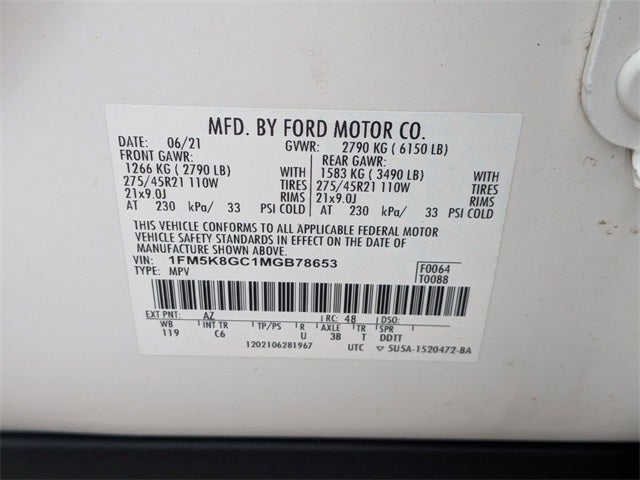 MFD. BY FORD MOTOR CO.
DATE: 06/21 GVWR: 2790 KG ( 6150 LB)
FRONT GAWR: REAR GAWR:
1266 KG ( 2790 LB) WITH 1583 KG ( 3490 LB) WITH
275/45R21 110W TIRES 275/45R21 110W TIRES
21x9.0J RIMS 21x9.0J RIMS
AT 230 kPa/ 33 PSI COLD AT 230 kPa/ 33 PSI COLD
THIS VEHICLE CONFORMS TO ALL APPLICABLE FEDERAL MOTOR
VEHICLE SAFETY STANDARDS IN EFFECT ON THE DATE OF
MANUFACTURE SHOWN ABOVE.
VIN: 1FM5K8GC1MGB78653 F0064
TYPE: MPV T0088
EXT PNT: AZ RC: 48 DSO:
WB INT TR TP/PS R AXLE TR SPR
119 C6 U 3B T DDTT
1202106281967 UTC ▽ 5U5A-1520472-BA